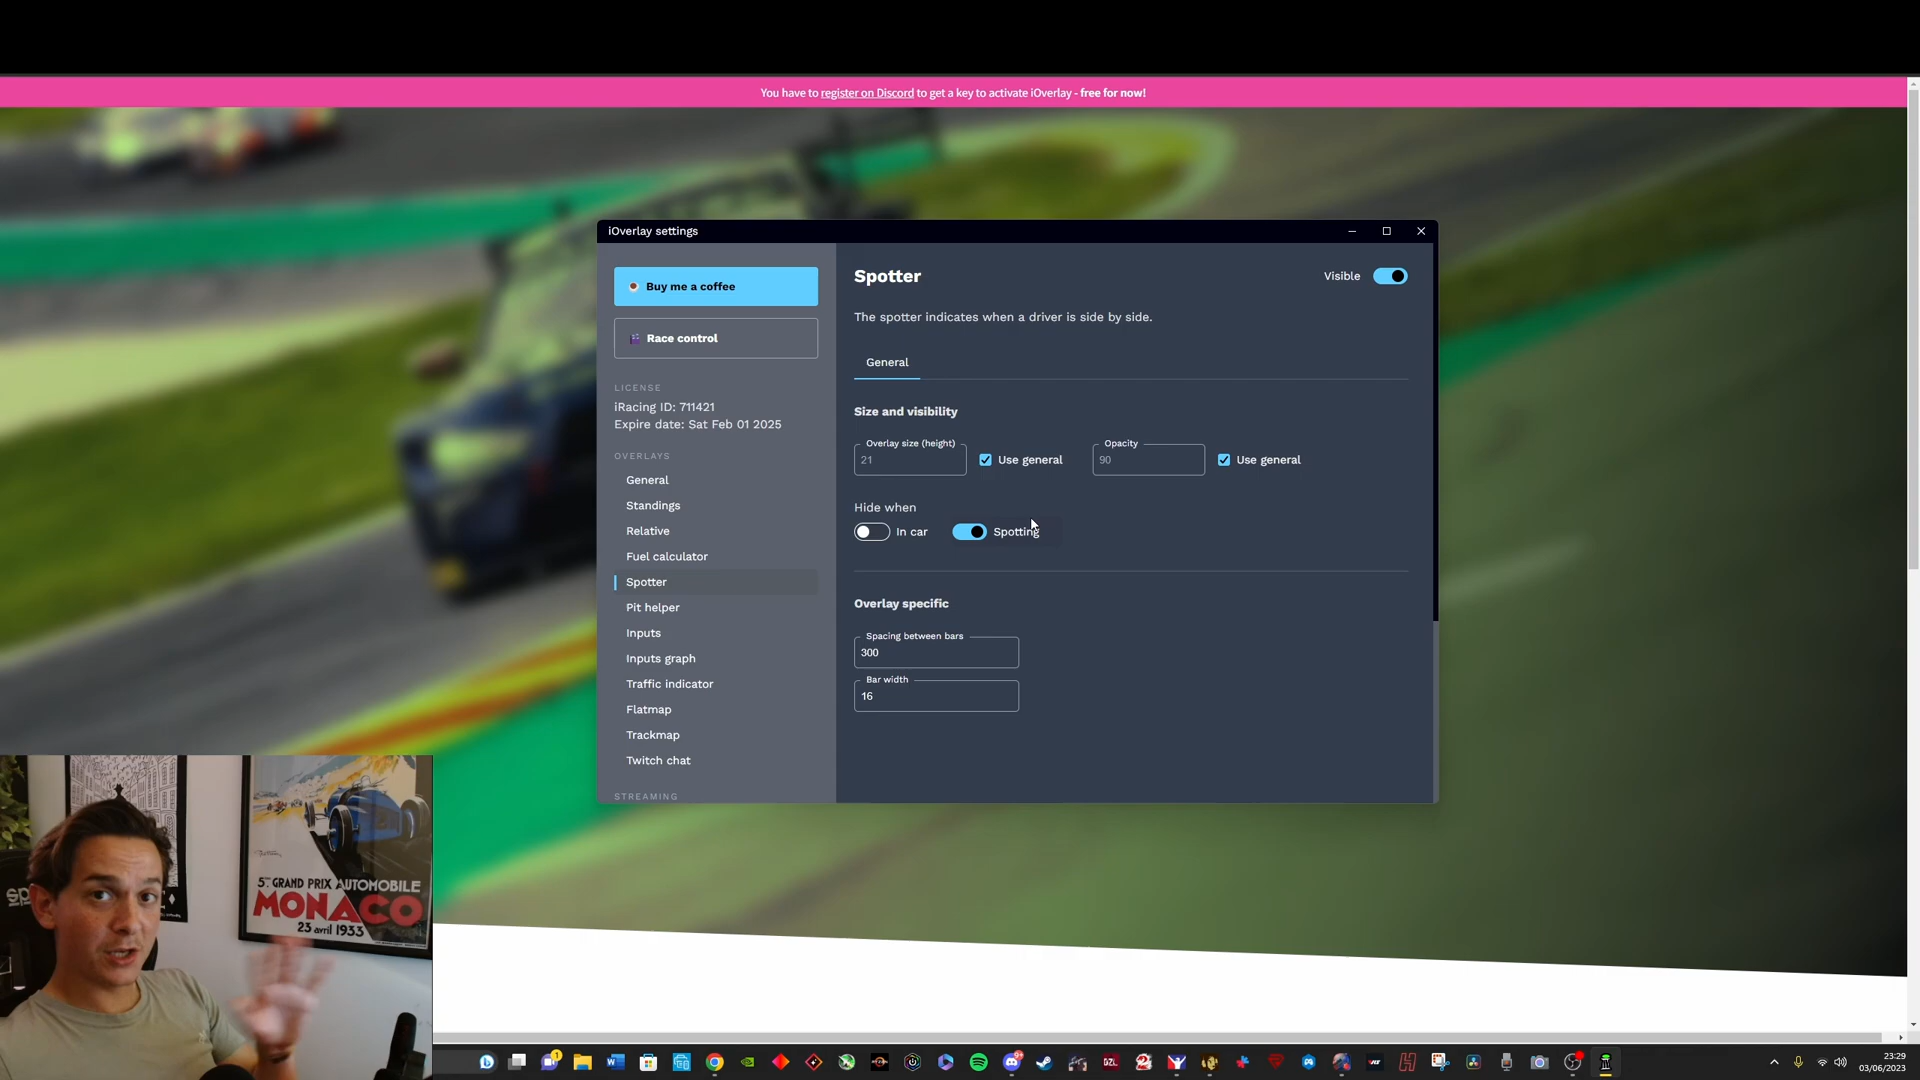 You have to register on Discord to get a key to activate iOverlay - free for now!
iOverlay settings
Buy me a coffee
Race control
LICENSE
iRacing ID: 711421
Expire date: Sat Feb 01 2025
OVERLAYS
General
Standings
Relative
Fuel calculator
Spotter
Pit helper
Inputs
Inputs graph
Traffic indicator
Flatmap
Trackmap
Twitch chat
STREAMING
Spotter
Visible
The spotter indicates when a driver is side by side.
General
Size and visibility
Overlay size (height)
21
Use general
Opacity
90
Use general
Hide when
In car
Spotting
Overlay specific
Spacing between bars
300
Bar width
16
5e GRAND PRIX AUTOMOBILE
MONACO
23 avril 1933
23:29
03/06/2023